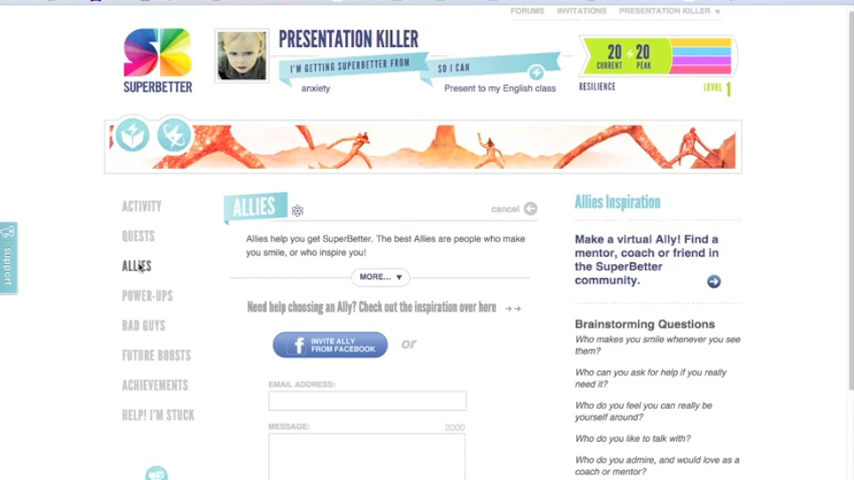 FORUMS INVITATIONS PRESENTATION KILLER
PRESENTATION KILLER
I'M GETTING SUPERBETTER FROM
SO I CAN
anxiety
Present to my English class
20 + 20
CURRENT PEAK
RESILIENCE
LEVEL 1
SUPERBETTER
ACTIVITY
QUESTS
ALLIES
POWER-UPS
BAD GUYS
FUTURE BOOSTS
ACHIEVEMENTS
HELP! I'M STUCK
support
ALLIES
cancel
Allies help you get SuperBetter. The best Allies are people who make
you smile, or who inspire you!
MORE...
Need help choosing an Ally? Check out the inspiration over here
f INVITE ALLY
FROM FACEBOOK
or
EMAIL ADDRESS:
MESSAGE:
2000
Allies Inspiration
Make a virtual Ally! Find a
mentor, coach or friend in
the SuperBetter
community.
Brainstorming Questions
Who makes you smile whenever you see
them?
Who can you ask for help if you really
need it?
Who do you feel you can really be
yourself around?
Who do you like to talk with?
Who do you admire, and would love as a
coach or mentor?